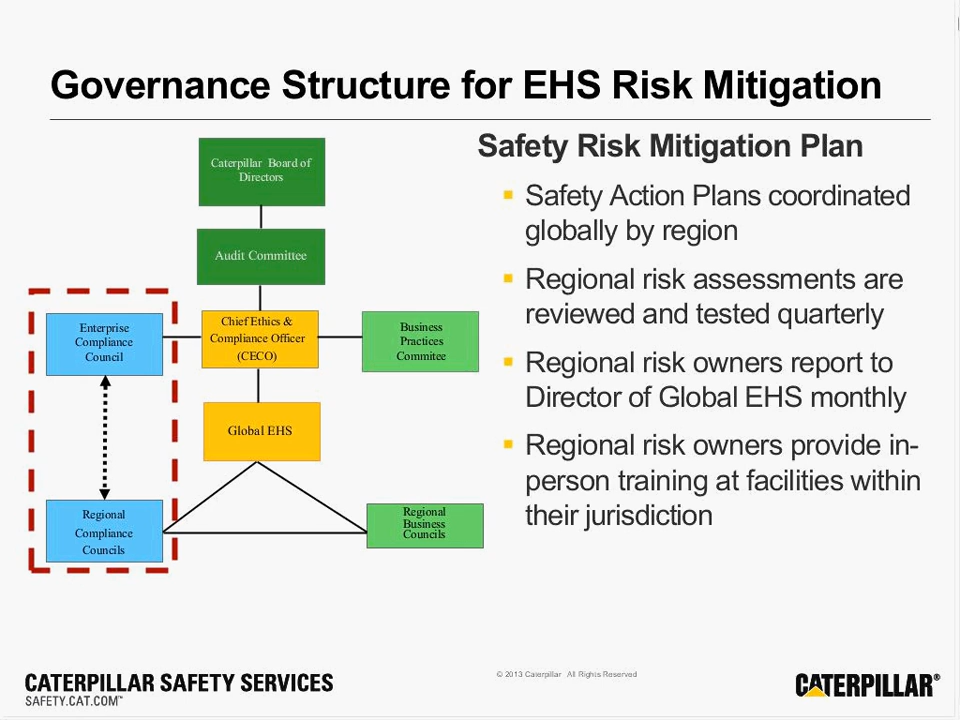 Governance Structure for EHS Risk Mitigation
Caterpillar Board of
Directors
Audit Committee
Enterprise
Compliance
Council
Chief Ethics &
Compliance Officer
(CECO)
Business
Practices
Commitee
Global EHS
Regional
Compliance
Councils
Regional
Business
Councils
Safety Risk Mitigation Plan
Safety Action Plans coordinated
globally by region
Regional risk assessments are
reviewed and tested quarterly
Regional risk owners report to
Director of Global EHS monthly
Regional risk owners provide in-
person training at facilities within
their jurisdiction
CATERPILLAR SAFETY SERVICES
SAFETY.CAT.COM™
© 2013 Caterpillar All Rights Reserved
CATERPILLAR®